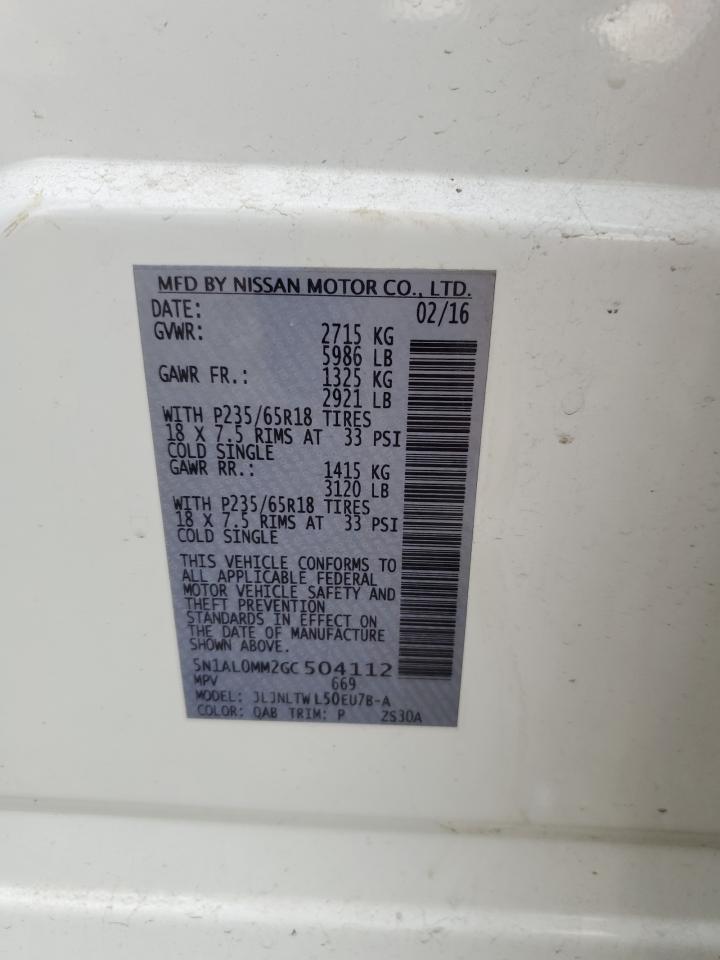 MFD BY NISSAN MOTOR CO., LTD.
DATE: 02/16
GVWR: 2715 KG
5986 LB
GAWR FR.: 1325 KG
2921 LB
WITH P235/65R18 TIRES
18 X 7.5 RIMS AT 33 PSI
COLD SINGLE
GAWR RR.: 1415 KG
3120 LB
WITH P235/65R18 TIRES
18 X 7.5 RIMS AT 33 PSI
COLD SINGLE
THIS VEHICLE CONFORMS TO
ALL APPLICABLE FEDERAL
MOTOR VEHICLE SAFETY AND
THEFT PREVENTION
STANDARDS IN EFFECT ON
THE DATE OF MANUFACTURE
SHOWN ABOVE.
5N1AL0MM2GC504112
MPV 669
MODEL: JLJNLTWL50EU7B-A
COLOR: QAB TRIM: P ZS30A